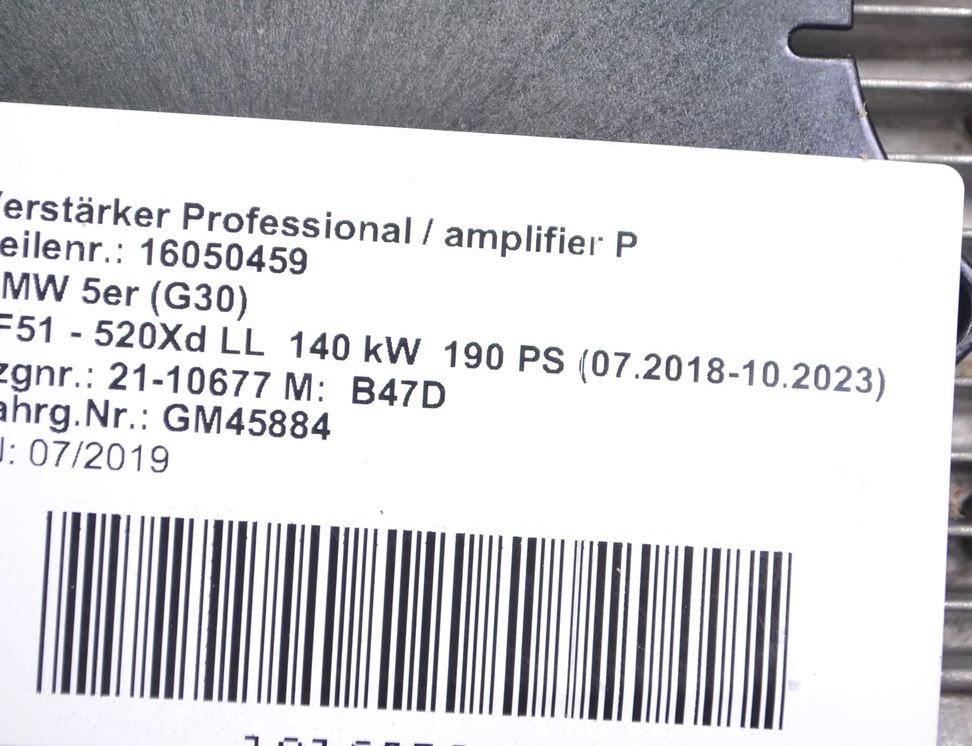 erstärker Professional / amplifier P
eilenr.: 16050459
MW 5er (G30)
F51 - 520Xd LL 140 kW 190 PS (07.2018-10.2023)
zgnr.: 21-10677 M: B47D
ahrg.Nr.: GM45884
J: 07/2019